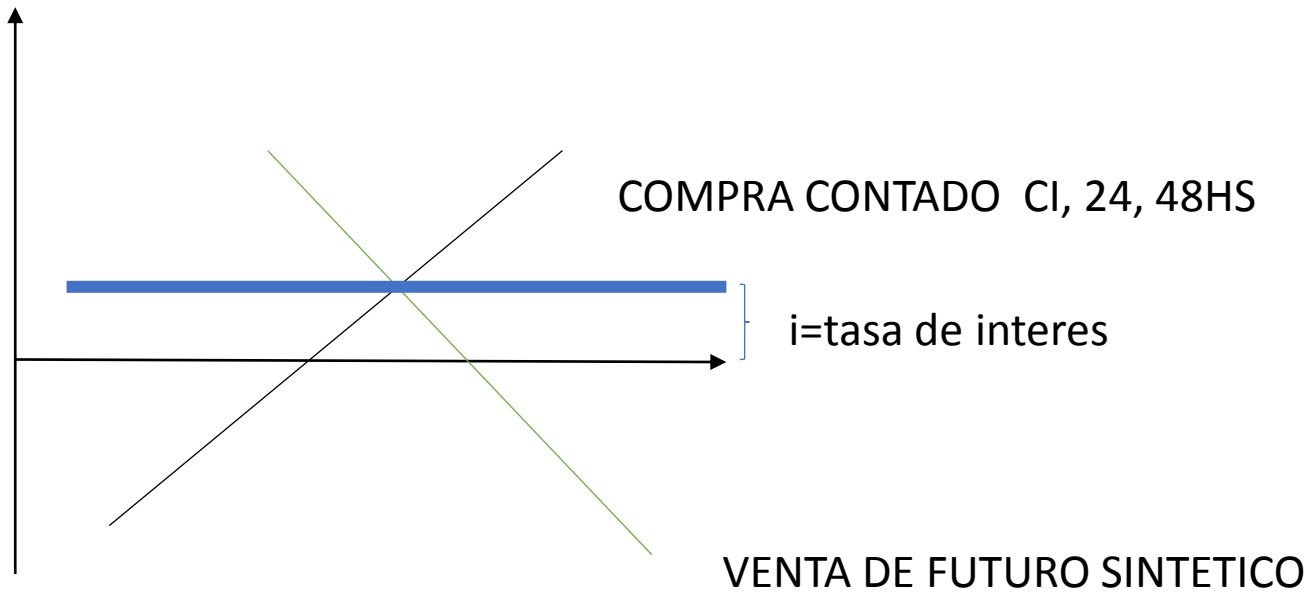 COMPRA CONTADO CI, 24, 48HS
i=tasa de interes
VENTA DE FUTURO SINTETICO